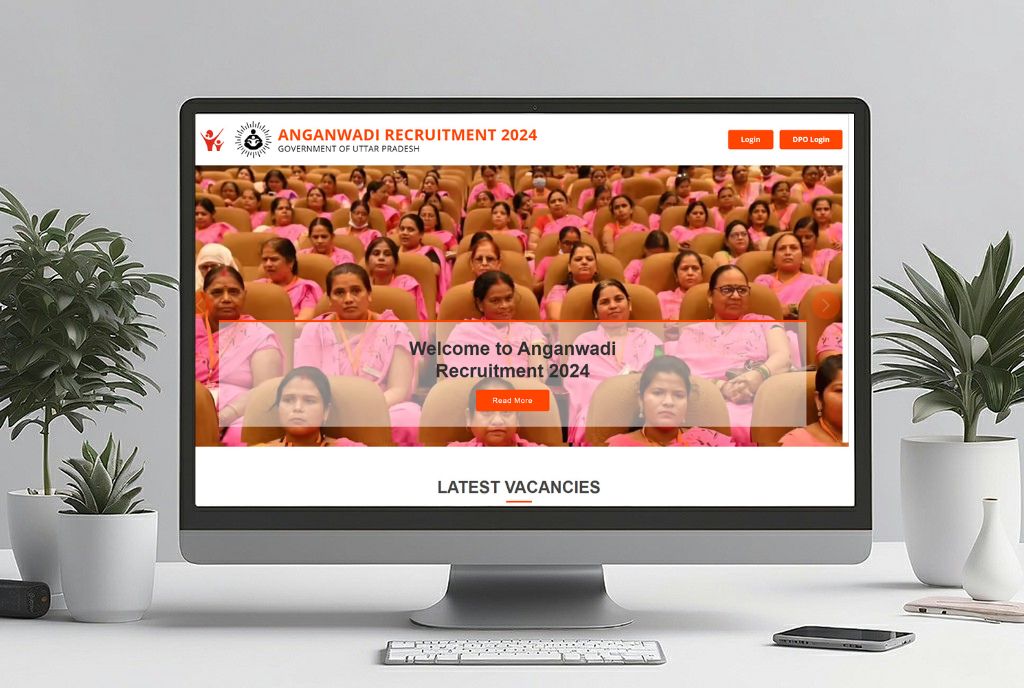 ANGANWADI RECRUITMENT 2024
GOVERNMENT OF UTTAR PRADESH
Login
DPO Login
Welcome to Anganwadi
Recruitment 2024
Read More
LATEST VACANCIES